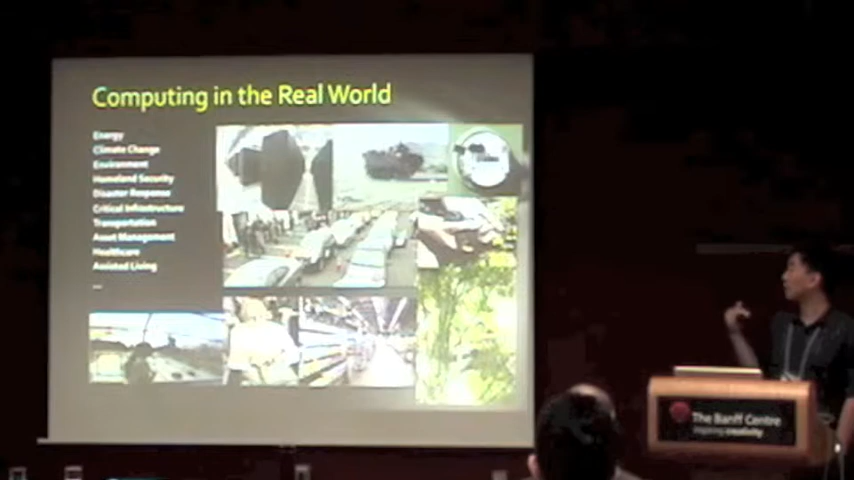 Computing in the Real World
Energy
Climate Change
Environment
Homeland Security
Disaster Response
Critical Infrastructure
Transportation
Asset Management
Healthcare
Assisted Living
...
The Banff Centre
inspiring creativity